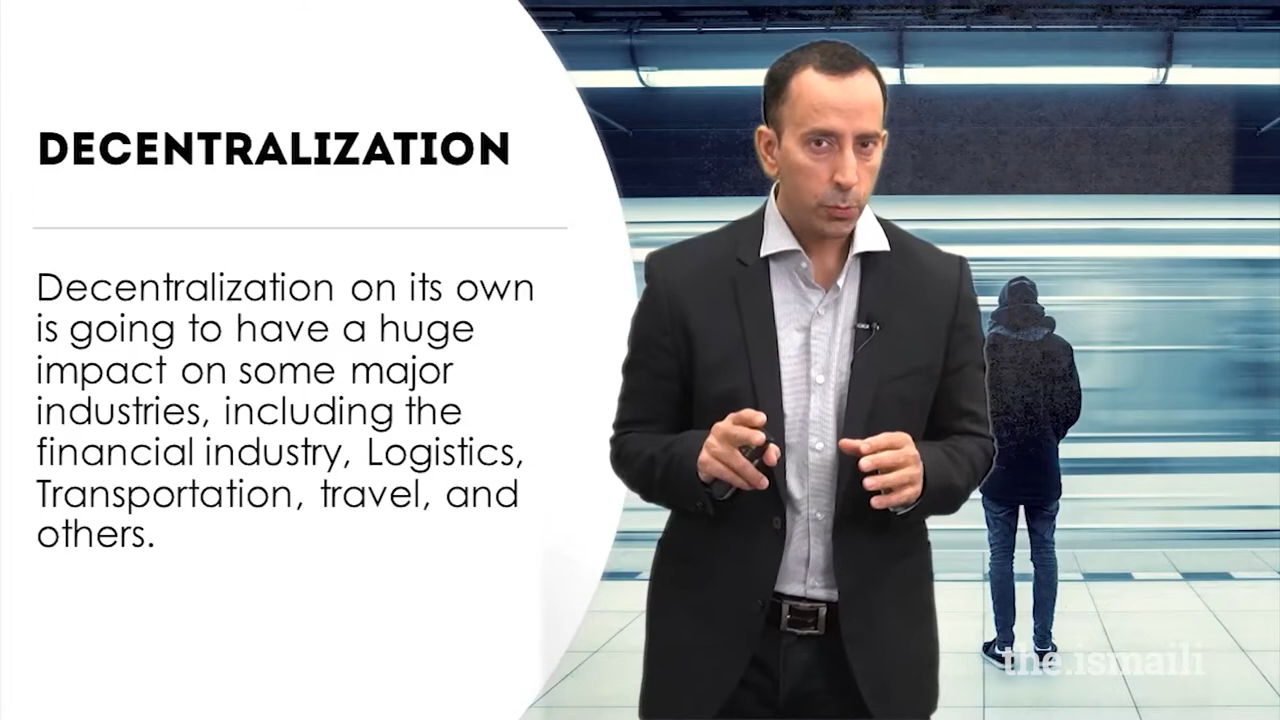 DECENTRALIZATION
Decentralization on its own
is going to have a huge
impact on some major
industries, including the
financial industry, Logistics,
Transportation, travel, and
others.
the.ismaili